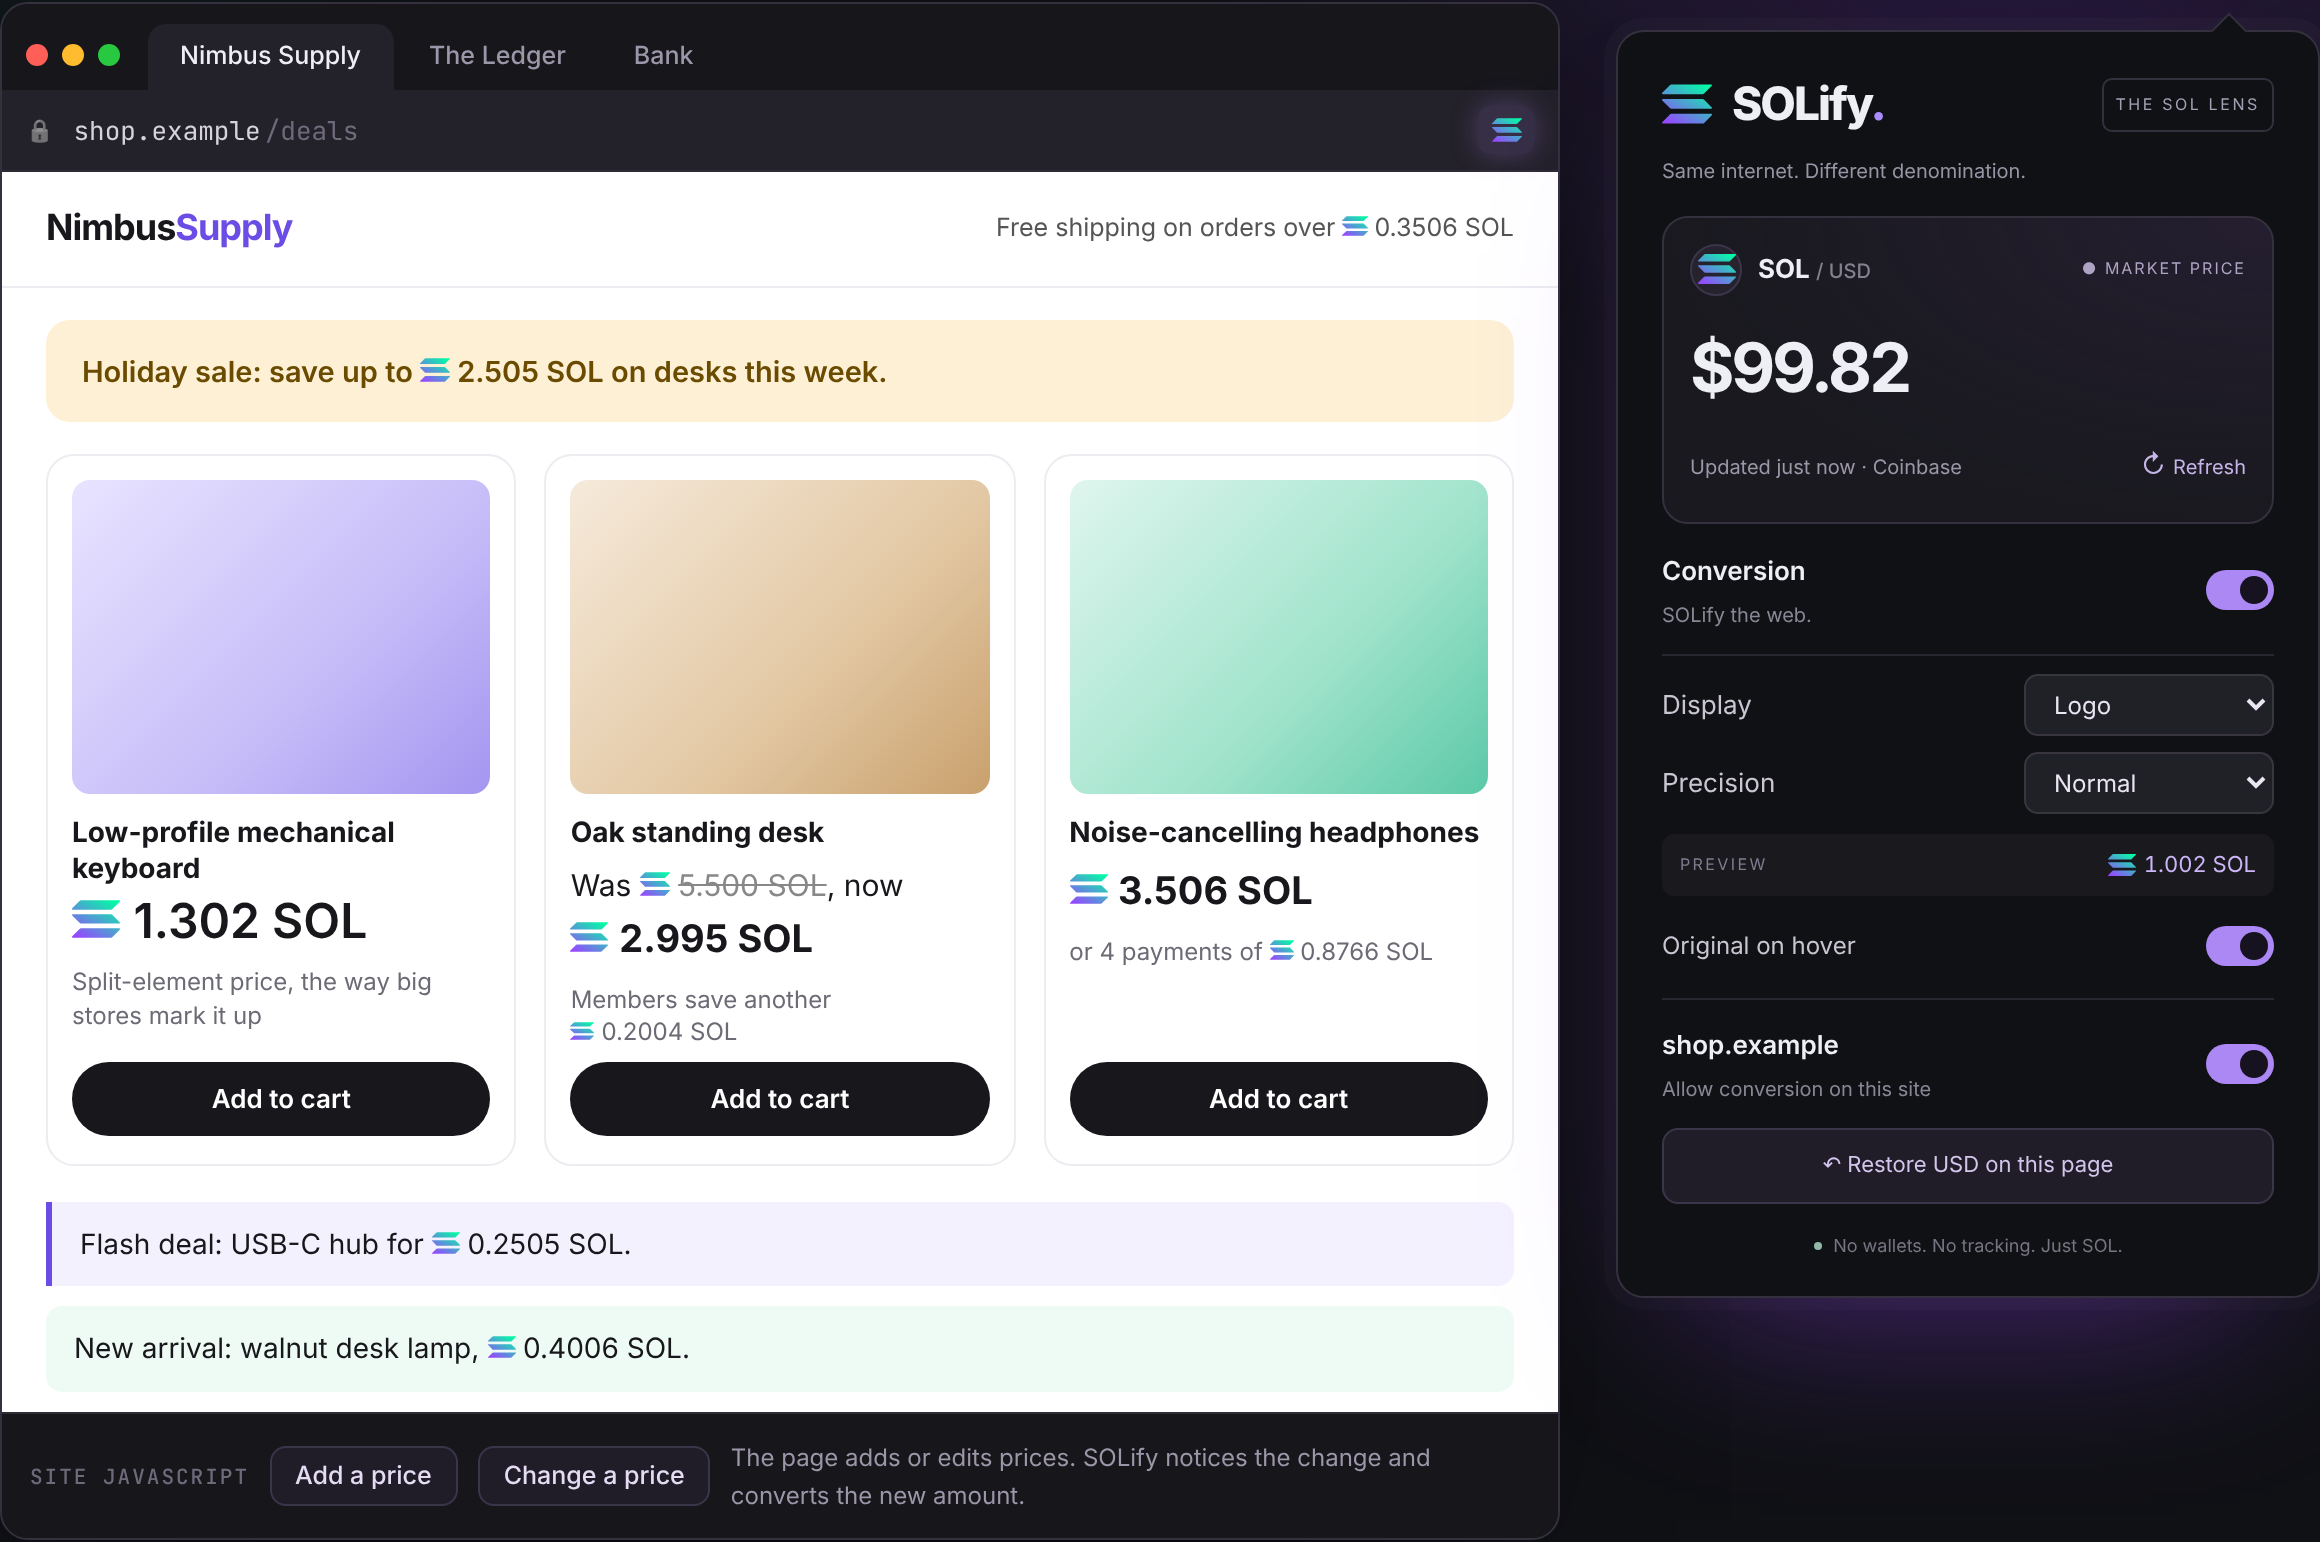 Nimbus Supply
The Ledger
Bank
shop.example/deals
NimbusSupply
Free shipping on orders over 0.3506 SOL
Holiday sale: save up to 2.505 SOL on desks this week.
Low-profile mechanical
keyboard
1.302 SOL
Split-element price, the way big
stores mark it up
Add to cart
Oak standing desk
Was 5.500 SOL, now
2.995 SOL
Members save another
0.2004 SOL
Add to cart
Noise-cancelling headphones
3.506 SOL
or 4 payments of 0.8766 SOL
Add to cart
Flash deal: USB-C hub for 0.2505 SOL.
New arrival: walnut desk lamp, 0.4006 SOL.
SITE JAVASCRIPT
Add a price
Change a price
The page adds or edits prices. SOLify notices the change and
converts the new amount.
SOLify.
THE SOL LENS
Same internet. Different denomination.
SOL / USD
MARKET PRICE
$99.82
Updated just now · Coinbase
Refresh
Conversion
SOLify the web.
Display
Logo
Precision
Normal
PREVIEW
1.002 SOL
Original on hover
shop.example
Allow conversion on this site
↶ Restore USD on this page
No wallets. No tracking. Just SOL.